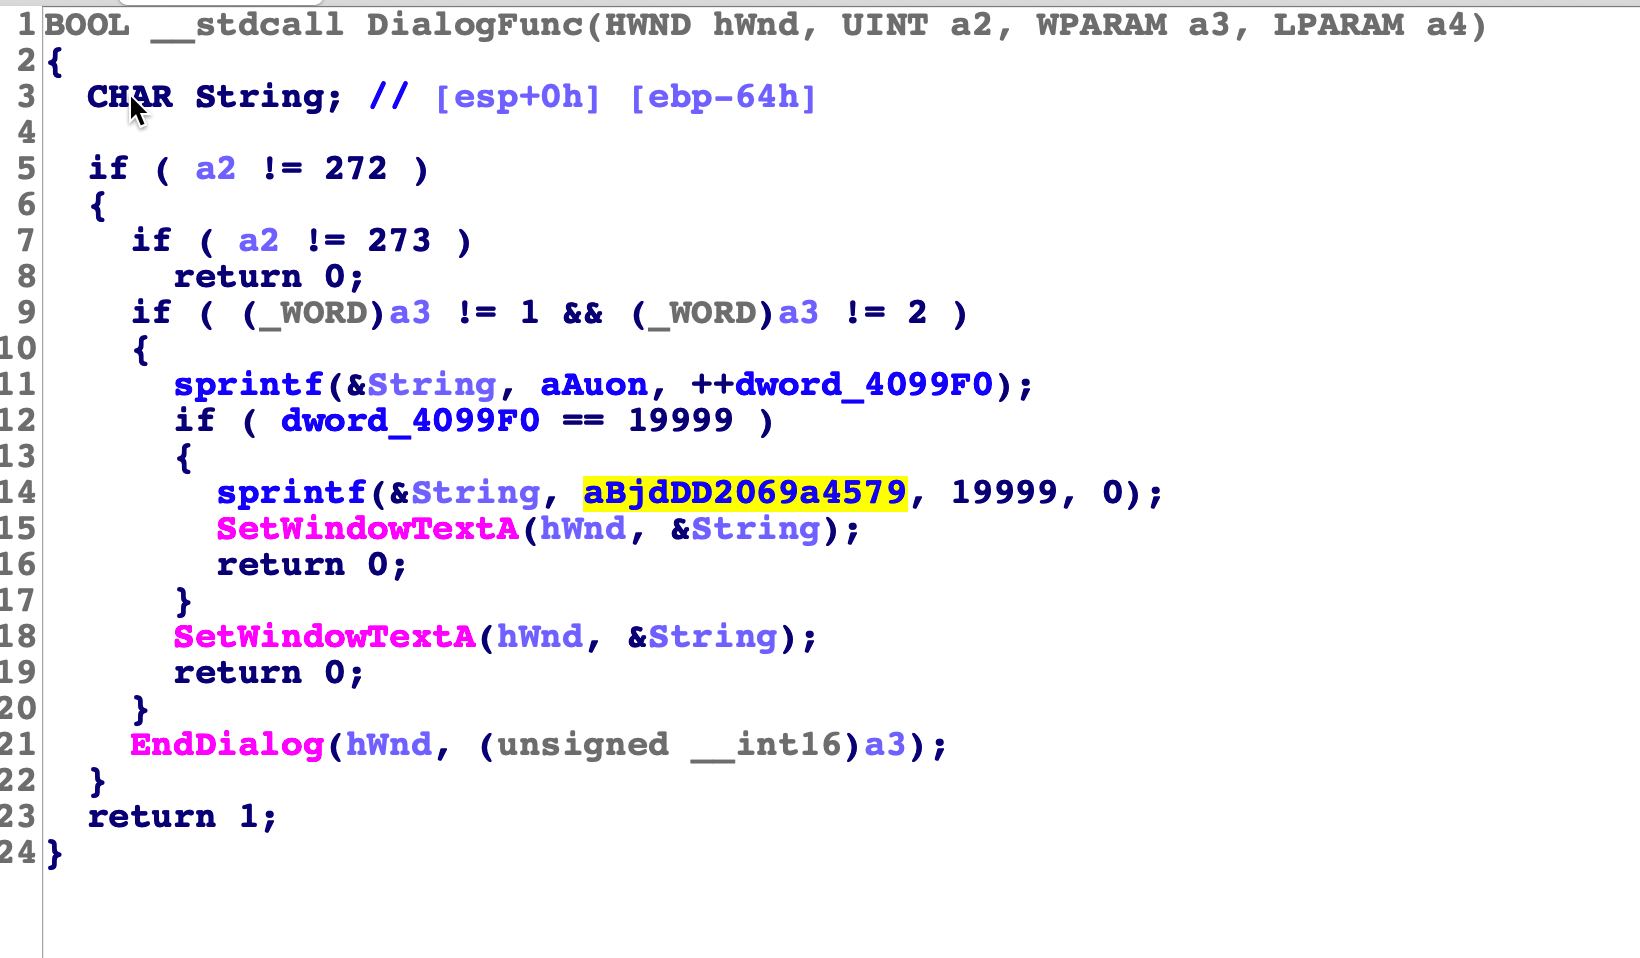 1 BOOL __stdcall DialogFunc(HWND hWnd, UINT a2, WPARAM a3, LPARAM a4)
2 {
3   CHAR String; // [esp+0h] [ebp-64h]
4
5   if ( a2 != 272 )
6   {
7     if ( a2 != 273 )
8       return 0;
9     if ( (_WORD)a3 != 1 && (_WORD)a3 != 2 )
10     {
11       sprintf(&String, aAuon, ++dword_4099F0);
12       if ( dword_4099F0 == 19999 )
13       {
14         sprintf(&String, aBjdDD2069a4579, 19999, 0);
15         SetWindowTextA(hWnd, &String);
16         return 0;
17       }
18       SetWindowTextA(hWnd, &String);
19       return 0;
20     }
21     EndDialog(hWnd, (unsigned __int16)a3);
22   }
23   return 1;
24 }